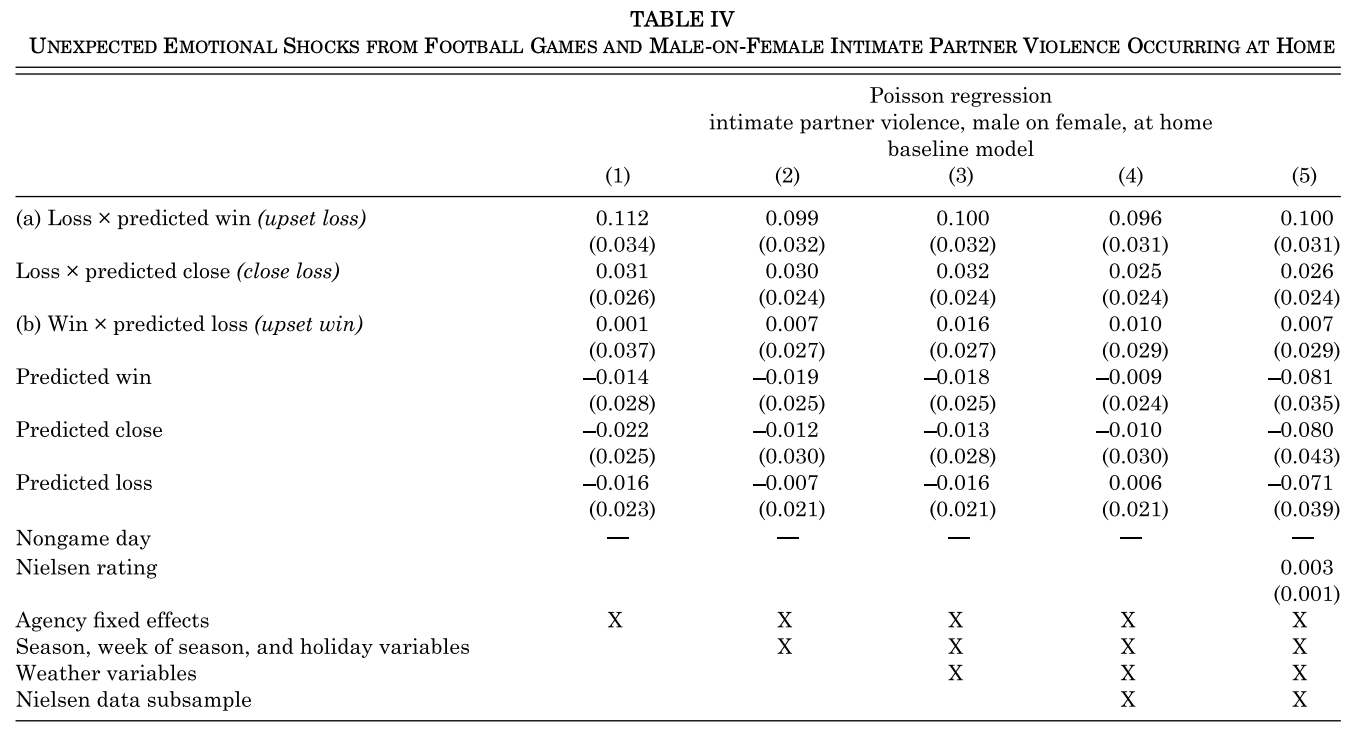 TABLE IV
UNEXPECTED EMOTIONAL SHOCKS FROM FOOTBALL GAMES AND MALE-ON-FEMALE INTIMATE PARTNER VIOLENCE OCCURRING AT HOME
Poisson regression
intimate partner violence, male on female, at home
baseline model
(1) (2) (3) (4) (5)
(a) Loss × predicted win (upset loss) 0.112 0.099 0.100 0.096 0.100
(0.034) (0.032) (0.032) (0.031) (0.031)
Loss × predicted close (close loss) 0.031 0.030 0.032 0.025 0.026
(0.026) (0.024) (0.024) (0.024) (0.024)
(b) Win × predicted loss (upset win) 0.001 0.007 0.016 0.010 0.007
(0.037) (0.027) (0.027) (0.029) (0.029)
Predicted win –0.014 –0.019 –0.018 –0.009 –0.081
(0.028) (0.025) (0.025) (0.024) (0.035)
Predicted close –0.022 –0.012 –0.013 –0.010 –0.080
(0.025) (0.030) (0.028) (0.030) (0.043)
Predicted loss –0.016 –0.007 –0.016 0.006 –0.071
(0.023) (0.021) (0.021) (0.021) (0.039)
Nongame day — — — — —
Nielsen rating 0.003
(0.001)
Agency fixed effects X X X X X
Season, week of season, and holiday variables X X X X
Weather variables X X X
Nielsen data subsample X X